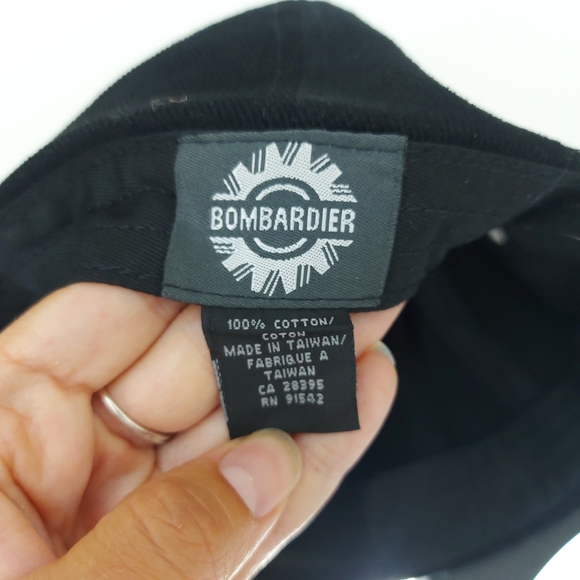 BOMBARDIER
100% COTTON/
COTON
MADE IN TAIWAN/
FABRIQUE A
TAIWAN
CA 28395
RN 91542